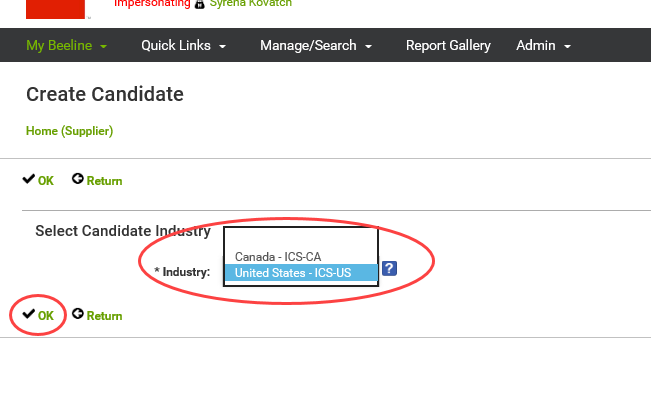 Impersonating Syrena Kovatch
My Beeline Quick Links Manage/Search Report Gallery Admin
Create Candidate
Home (Supplier)
OK Return
Select Candidate Industry
Canada - ICS-CA
* Industry: United States - ICS-US ?
OK Return